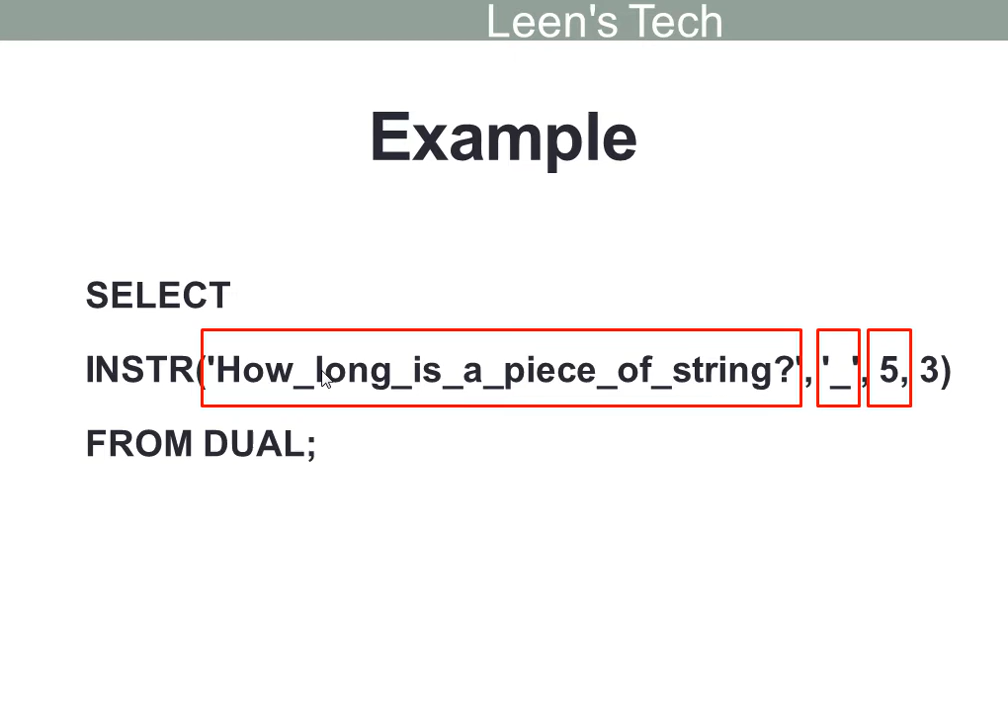 Leen's Tech
Example
SELECT
INSTR('How_long_is_a_piece_of_string?', '_', 5, 3)
FROM DUAL;